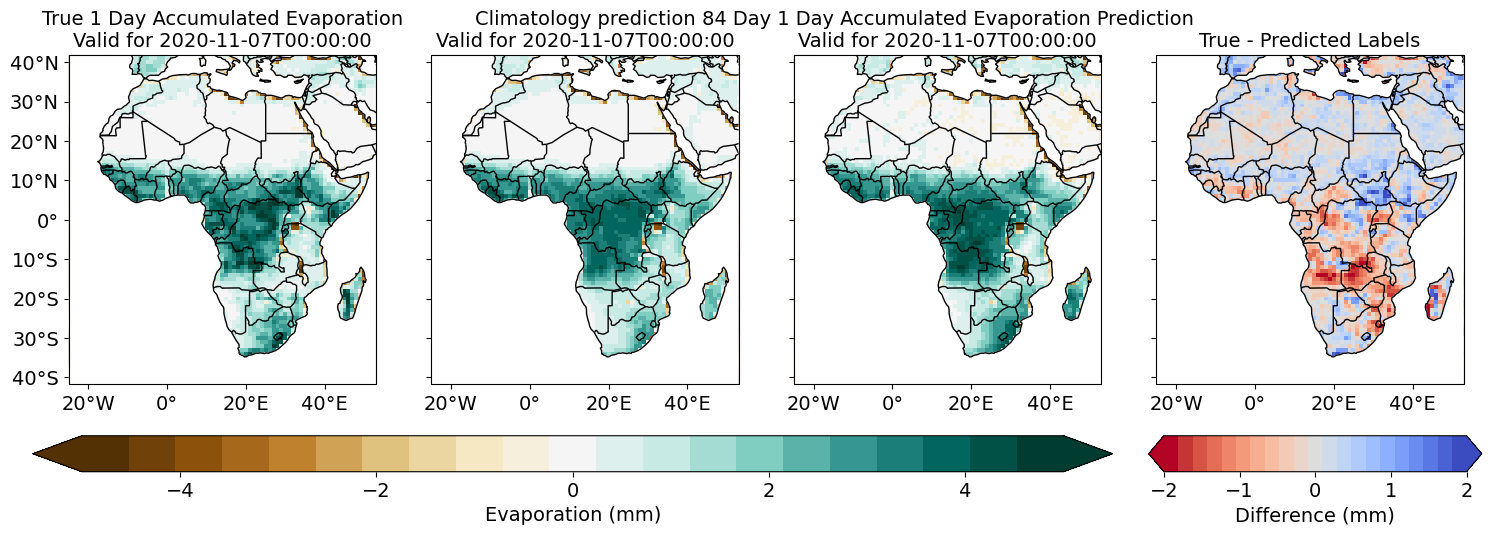 True 1 Day Accumulated Evaporation
Valid for 2020-11-07T00:00:00
Climatology prediction 84 Day 1 Day Accumulated Evaporation Prediction
Valid for 2020-11-07T00:00:00
Valid for 2020-11-07T00:00:00
True - Predicted Labels
40°N
30°N
20°N
10°N
0°
10°S
20°S
30°S
40°S
20°W 0° 20°E 40°E
20°W 0° 20°E 40°E
20°W 0° 20°E 40°E
20°W 0° 20°E 40°E
−4 −2 0 2 4
Evaporation (mm)
−2 −1 0 1 2
Difference (mm)